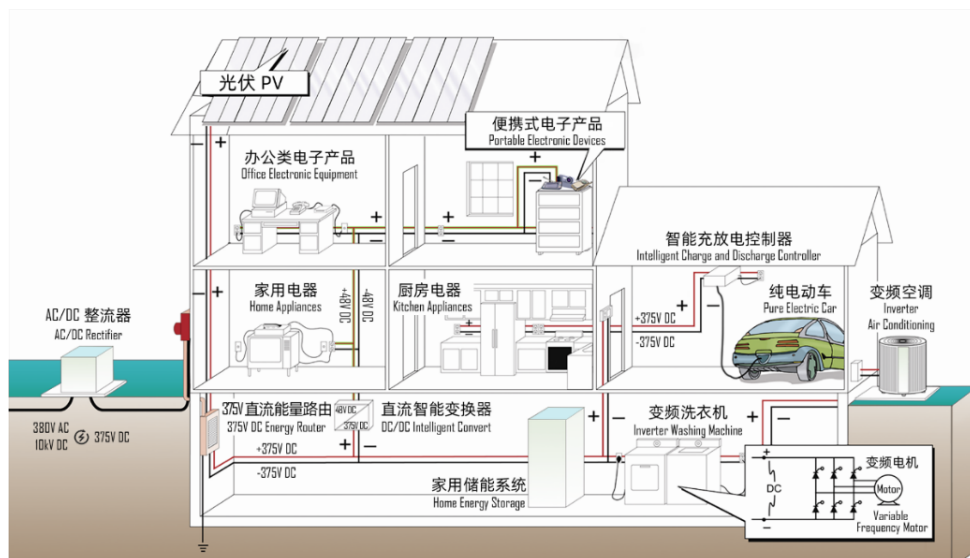 光伏 PV
便携式电子产品
Portable Electronic Devices
办公类电子产品
Office Electronic Equipment
智能充放电控制器
Intelligent Charge and Discharge Controller
家用电器
Home Appliances
+48V DC
-48V DC
厨房电器
Kitchen Appliances
纯电动车
Pure Electric Car
变频空调
Inverter
Air Conditioning
+375V DC
-375V DC
AC/DC 整流器
AC/DC Rectifier
380V AC
10kV DC
375V DC
375V 直流能量路由
375V DC Energy Router
48V DC
375V DC
直流智能变换器
DC/DC Intelligent Convert
变频洗衣机
Inverter Washing Machine
+375V DC
-375V DC
家用储能系统
Home Energy Storage
变频电机
DC
Motor
Variable
Frequency Motor